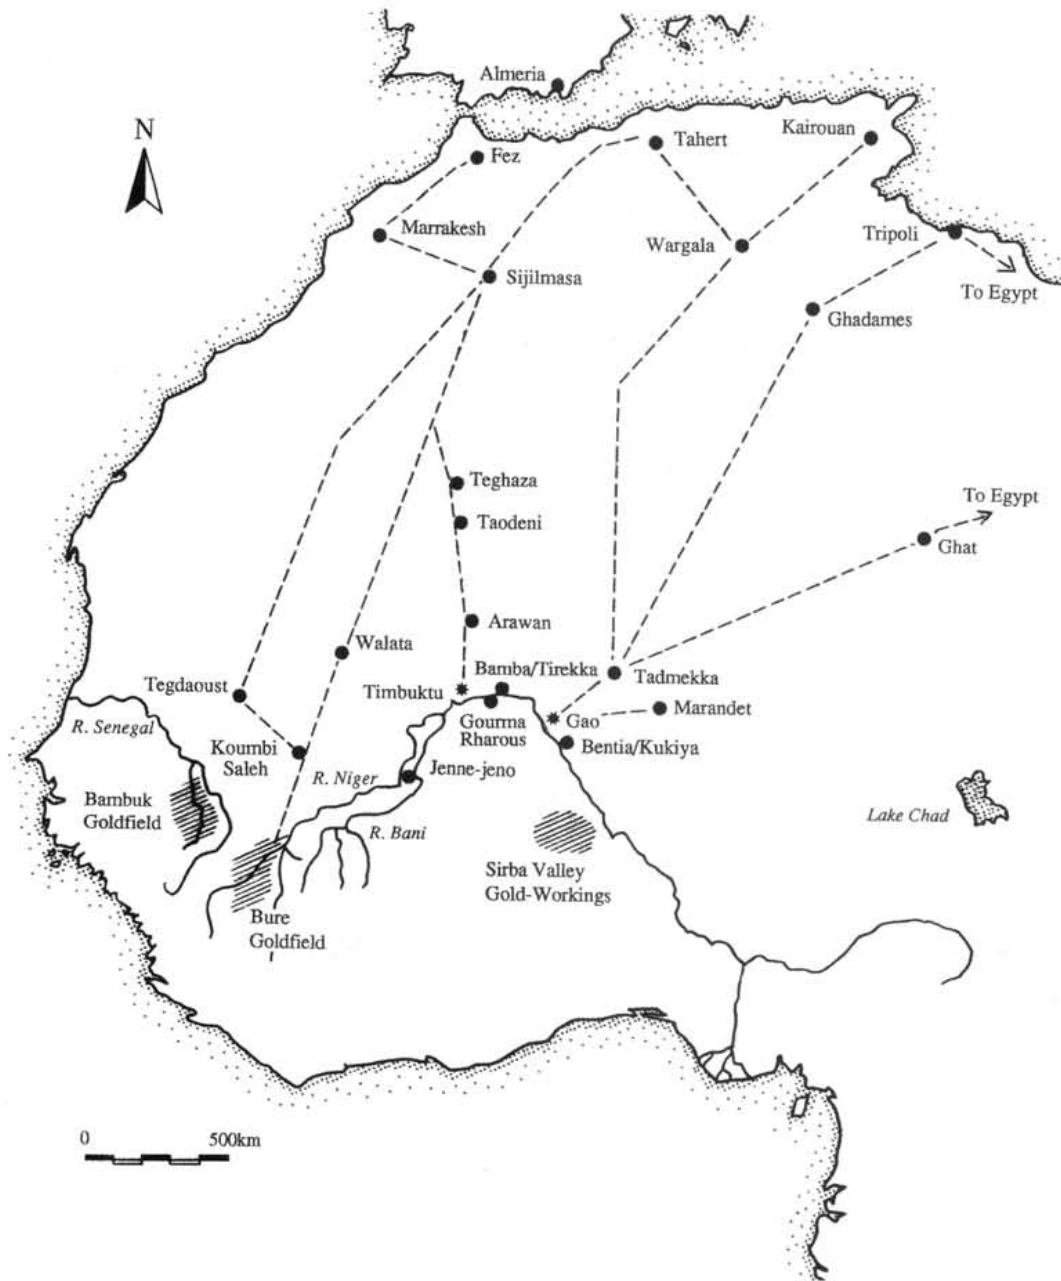 Almeria
N
Fez
Tahert
Kairouan
Marrakesh
Sijilmasa
Wargala
Tripoli
To Egypt
Ghadames
Teghaza
Taodeni
To Egypt
Ghat
Arawan
Walata
Bamba/Tirekka
Tadmekka
Tegdaoust
Timbuktu
Marandet
R. Senegal
Gourma
Rharous
Gao
Bentia/Kukiya
Koumbi
Saleh
R. Niger
Jenne-jeno
Bambuk
Goldfield
R. Bani
Lake Chad
Sirba Valley
Gold-Workings
Bure
Goldfield
0 500km